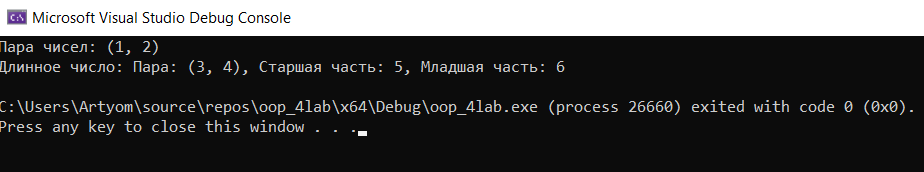 Microsoft Visual Studio Debug Console
Пара чисел: (1, 2)
Длинное число: Пара: (3, 4), Старшая часть: 5, Младшая часть: 6
C:\Users\Artyom\source\repos\oop_4lab\x64\Debug\oop_4lab.exe (process 26660) exited with code 0 (0x0).
Press any key to close this window . . .